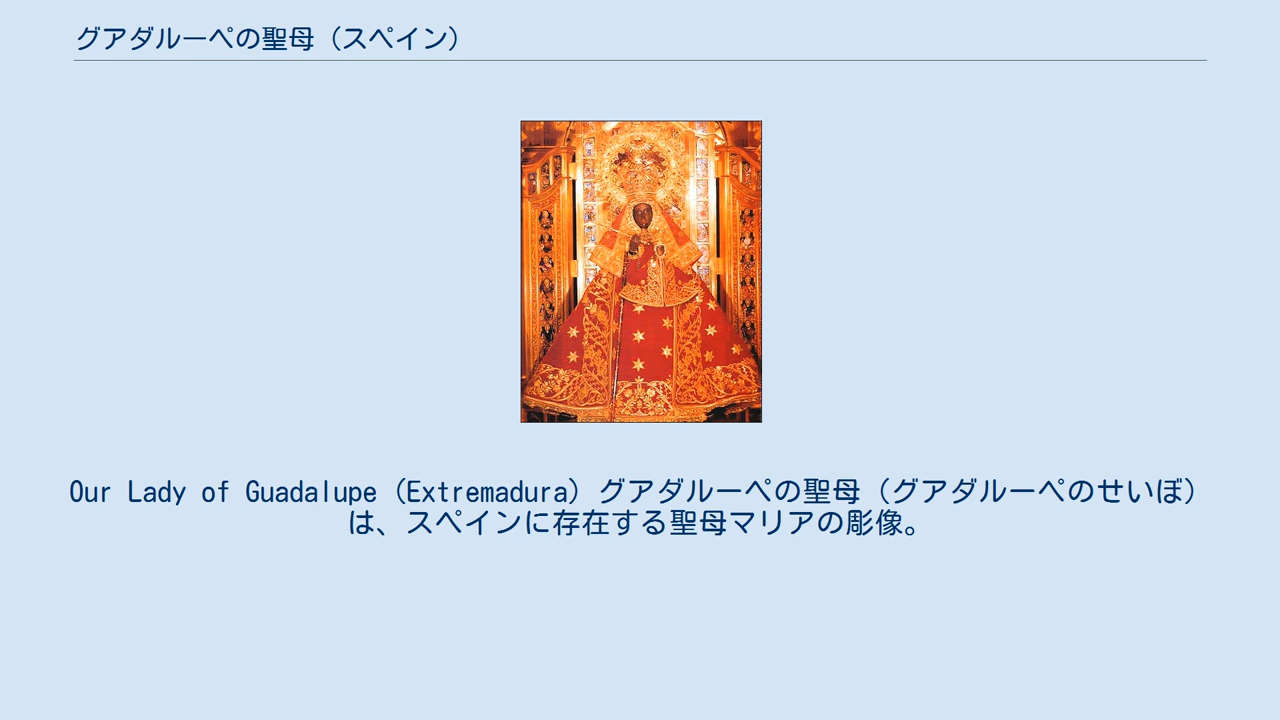 グアダルーペの聖母（スペイン）
Our Lady of Guadalupe（Extremadura）グアダルーペの聖母（グアダルーペのせいぼ）
は、スペインに存在する聖母マリアの彫像。